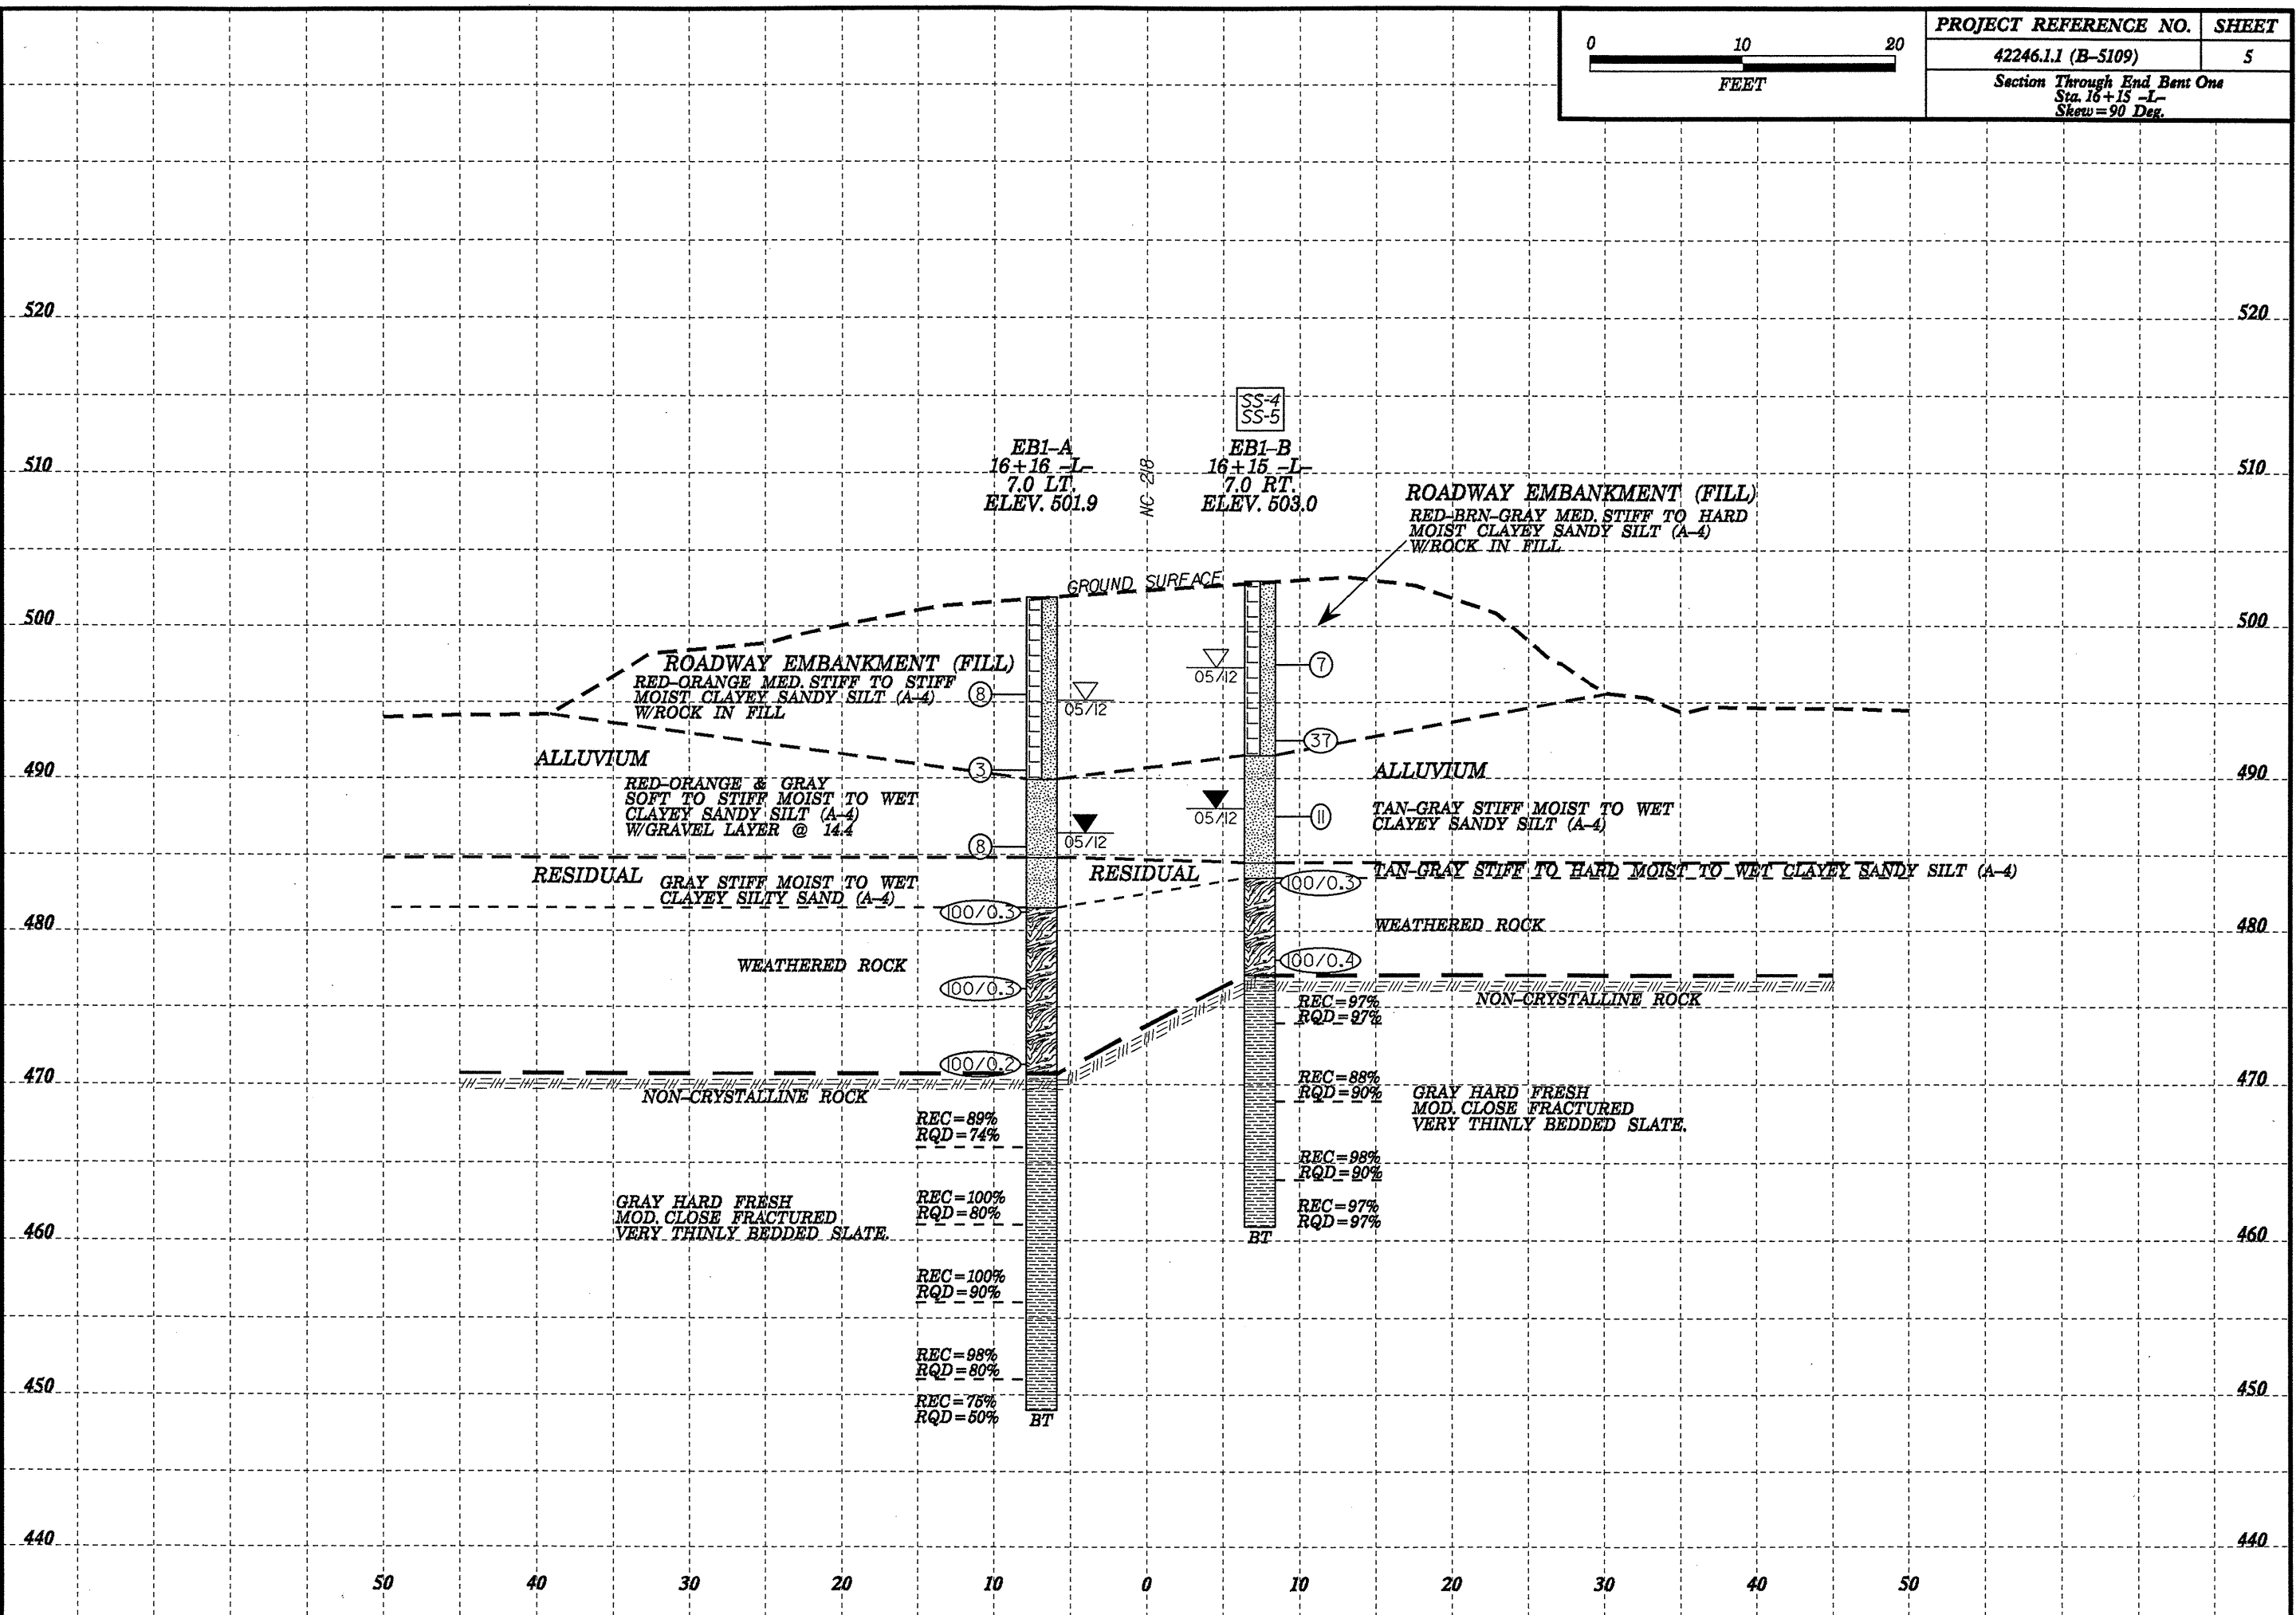 0 10 20
FEET
PROJECT REFERENCE NO. SHEET
42246.1.1 (B-5109) 5
Section Through End Bent One
Sta. 16+15 -L-
Skew=90 Deg.
520 520
SS-4
SS-5
EB1-A
16+16 -L-
7.0 LT.
ELEV. 501.9
NC 218
EB1-B
16+15 -L-
7.0 RT.
ELEV. 503.0
510 510
ROADWAY EMBANKMENT (FILL)
RED-BRN-GRAY MED. STIFF TO HARD
MOIST CLAYEY SANDY SILT (A-4)
W/ROCK IN FILL
GROUND SURFACE
500 500
ROADWAY EMBANKMENT (FILL)
RED-ORANGE MED. STIFF TO STIFF
MOIST CLAYEY SANDY SILT (A-4)
W/ROCK IN FILL
8
05/12
05/12
7
37
ALLUVIUM
3
490 490
RED-ORANGE & GRAY
SOFT TO STIFF MOIST TO WET
CLAYEY SANDY SILT (A-4)
W/GRAVEL LAYER @ 14.4
8
05/12
05/12
11
ALLUVIUM
TAN-GRAY STIFF MOIST TO WET
CLAYEY SANDY SILT (A-4)
RESIDUAL
GRAY STIFF MOIST TO WET
CLAYEY SILTY SAND (A-4)
RESIDUAL
TAN-GRAY STIFF TO HARD MOIST TO WET CLAYEY SANDY SILT (A-4)
100/0.3
100/0.3
480 480
WEATHERED ROCK
WEATHERED ROCK
100/0.3
100/0.4
100/0.2
NON-CRYSTALLINE ROCK
REC=97%
RQD=97%
470 470
NON-CRYSTALLINE ROCK
REC=88%
RQD=90%
GRAY HARD FRESH
MOD. CLOSE FRACTURED
VERY THINLY BEDDED SLATE.
REC=89%
RQD=74%
REC=98%
RQD=90%
GRAY HARD FRESH
MOD. CLOSE FRACTURED
VERY THINLY BEDDED SLATE.
REC=100%
RQD=80%
REC=97%
RQD=97%
BT
460 460
REC=100%
RQD=90%
REC=98%
RQD=80%
450 450
REC=75%
RQD=50%
BT
440 440
50 40 30 20 10 0 10 20 30 40 50